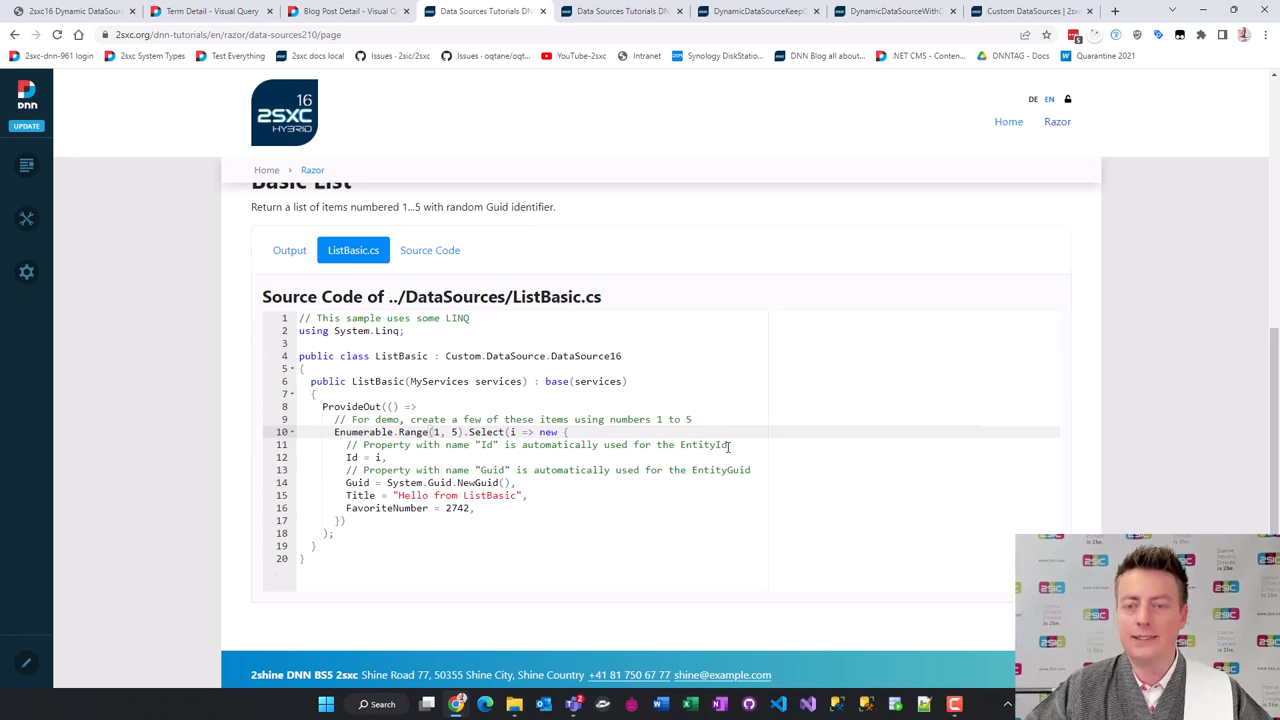 2sxc16 Dynamic DataSour
Term Detail - Visual Query
Blog Post Detail - Visual Query (
Data Sources Tutorials DN
Data Sources Tutorials DN
DynamicDataSourceKeepC
DynamicDataSourceWithC
Custom DataSources | 2s
2sxc.org/dnn-tutorials/en/razor/data-sources210/page
2sxc-dnn-961 login
2sxc System Types
Test Everything
2sxc docs local
Issues · 2sic/2sxc
Issues · oqtane/oqt...
YouTube-2sxc
Intranet
Synology DiskStatio...
DNN Blog all about...
.NET CMS - Conten...
DNNTAG - Docs
Quarantine 2021
DNN
UPDATE
16
2SXC
HYBRID
DE EN
Home Razor
Home › Razor
Basic List
Return a list of items numbered 1...5 with random Guid identifier.
Output ListBasic.cs Source Code
Source Code of ../DataSources/ListBasic.cs
1 // This sample uses some LINQ
2 using System.Linq;
3
4 public class ListBasic : Custom.DataSource.DataSource16
5 {
6 public ListBasic(MyServices services) : base(services)
7 {
8 ProvideOut(() =>
9 // For demo, create a few of these items using numbers 1 to 5
10 Enumerable.Range(1, 5).Select(i => new {
11 // Property with name "Id" is automatically used for the EntityId
12 Id = i,
13 // Property with name "Guid" is automatically used for the EntityGuid
14 Guid = System.Guid.NewGuid(),
15 Title = "Hello from ListBasic",
16 FavoriteNumber = 2742,
17 })
18 );
19 }
20 }
2shine DNN BS5 2sxc Shine Road 77, 50355 Shine City, Shine Country +41 81 750 67 77 shine@example.com
Search